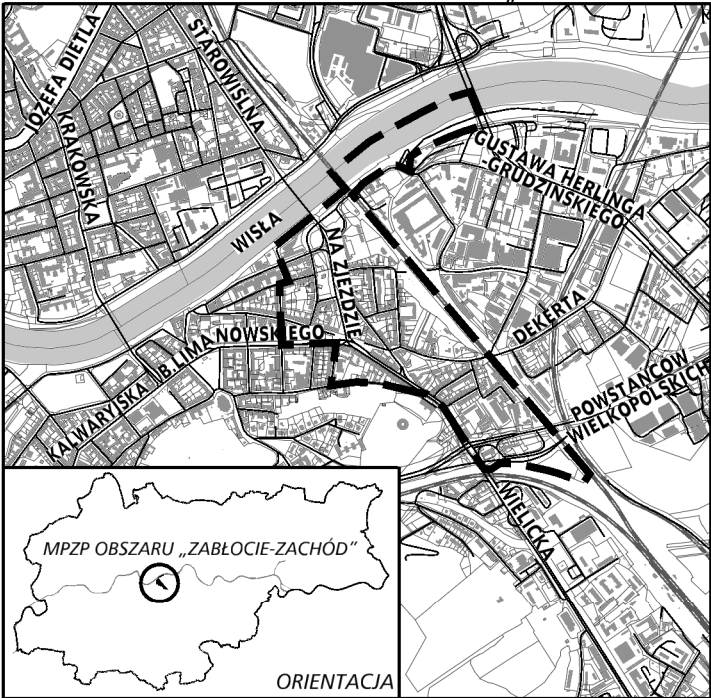 JÓZEFA DIETLA
STAROWIŚLNA
KRAKOWSKA
GUSTAWA HERLINGA
-GRUDZIŃSKIEGO
WISŁA
NA ZJEŹDZIE
DEKERTA
B. LIMANOWSKIEGO
KALWARYJSKA
POWSTAŃCÓW
WIELKOPOLSKICH
WIELICKA
MPZP OBSZARU „ZABŁOCIE-ZACHÓD”
ORIENTACJA